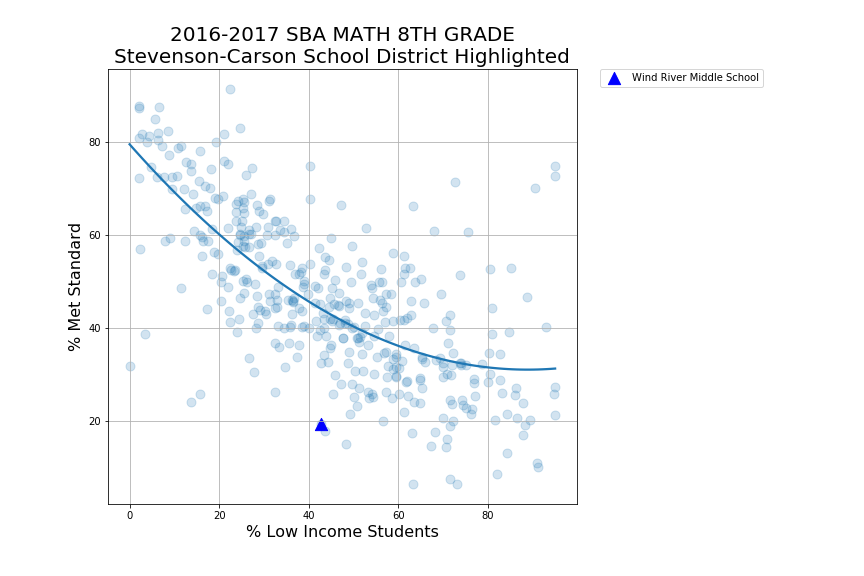 2016-2017 SBA MATH 8TH GRADE
Stevenson-Carson School District Highlighted
Wind River Middle School
% Met Standard
80
60
40
20
0 20 40 60 80
% Low Income Students